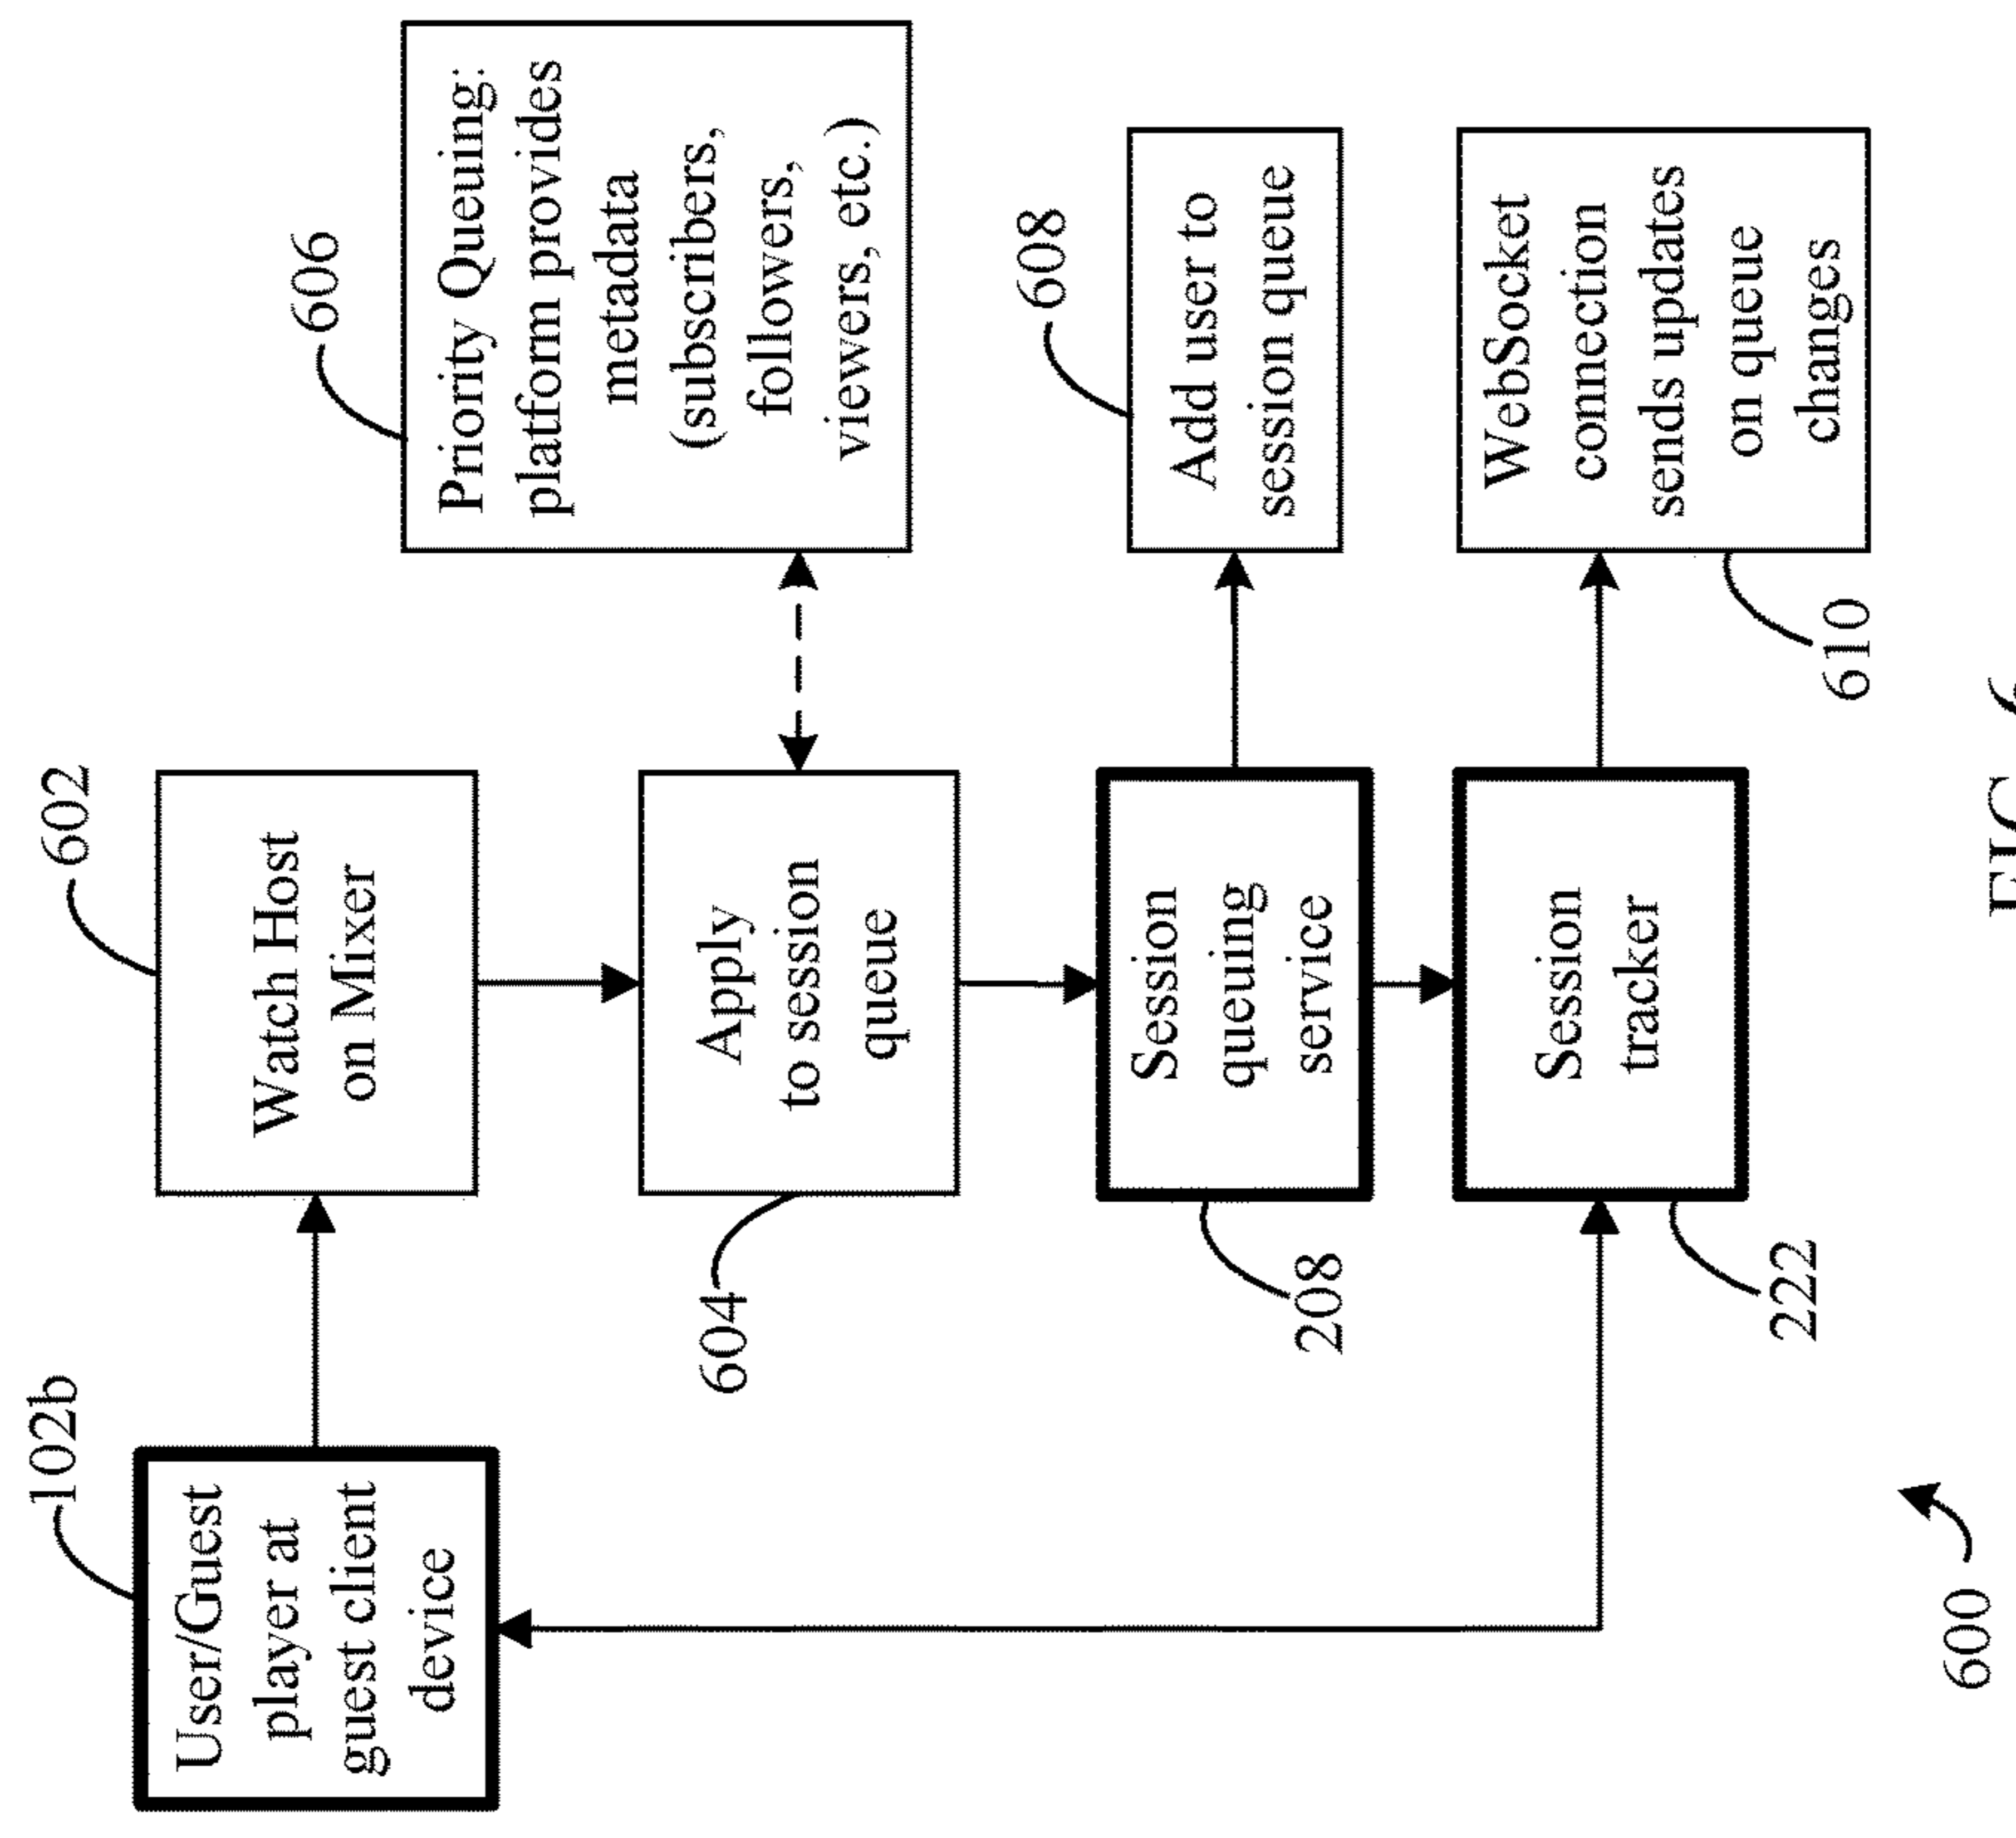 102b
User/Guest
player at
guest client
device
602
Watch Host
on Mixer
606
Priority Queuing:
platform provides
metadata
(subscribers,
followers,
viewers, etc.)
604
Apply
to session
queue
608
Add user to
session queue
Session
queuing
service
208
WebSocket
connection
sends updates
on queue
changes
610
Session
tracker
222
600
FIG. 6